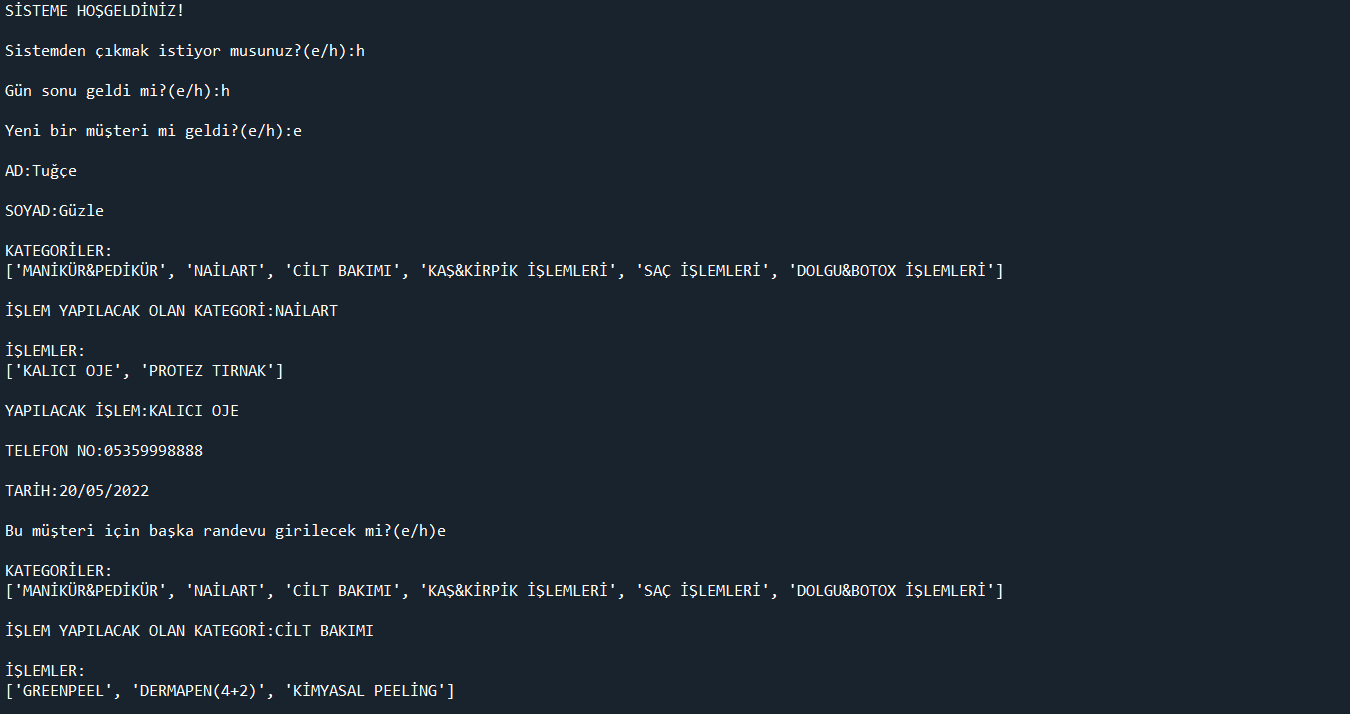 SİSTEME HOŞGELDİNİZ!
Sistemden çıkmak istiyor musunuz?(e/h):h
Gün sonu geldi mi?(e/h):h
Yeni bir müşteri mi geldi?(e/h):e
AD:Tuğçe
SOYAD:Güzle
KATEGORİLER:
['MANİKÜR&PEDİKÜR', 'NAİLART', 'CİLT BAKIMI', 'KAŞ&KİRPİK İŞLEMLERİ', 'SAÇ İŞLEMLERİ', 'DOLGU&BOTOX İŞLEMLERİ']
İŞLEM YAPILACAK OLAN KATEGORİ:NAİLART
İŞLEMLER:
['KALICI OJE', 'PROTEZ TIRNAK']
YAPILACAK İŞLEM:KALICI OJE
TELEFON NO:05359998888
TARİH:20/05/2022
Bu müşteri için başka randevu girilecek mi?(e/h)e
KATEGORİLER:
['MANİKÜR&PEDİKÜR', 'NAİLART', 'CİLT BAKIMI', 'KAŞ&KİRPİK İŞLEMLERİ', 'SAÇ İŞLEMLERİ', 'DOLGU&BOTOX İŞLEMLERİ']
İŞLEM YAPILACAK OLAN KATEGORİ:CİLT BAKIMI
İŞLEMLER:
['GREENPEEL', 'DERMAPEN(4+2)', 'KİMYASAL PEELİNG']